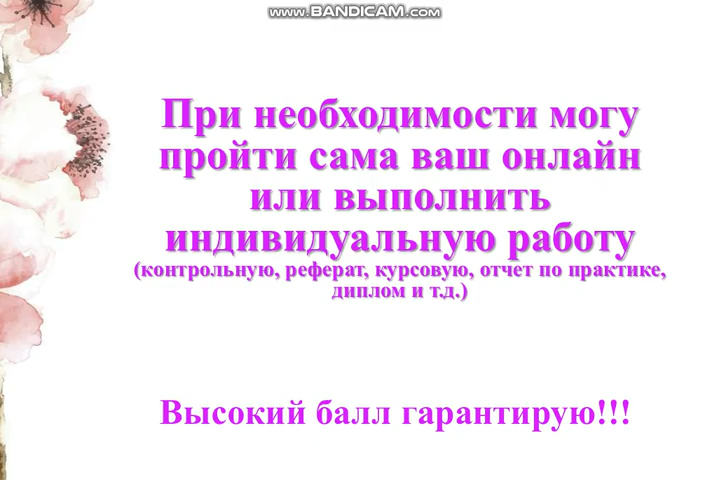 www.BANDICAM.com
При необходимости могу
пройти сама ваш онлайн
или выполнить
индивидуальную работу
(контрольную, реферат, курсовую, отчет по практике,
диплом и т.д.)
Высокий балл гарантирую!!!